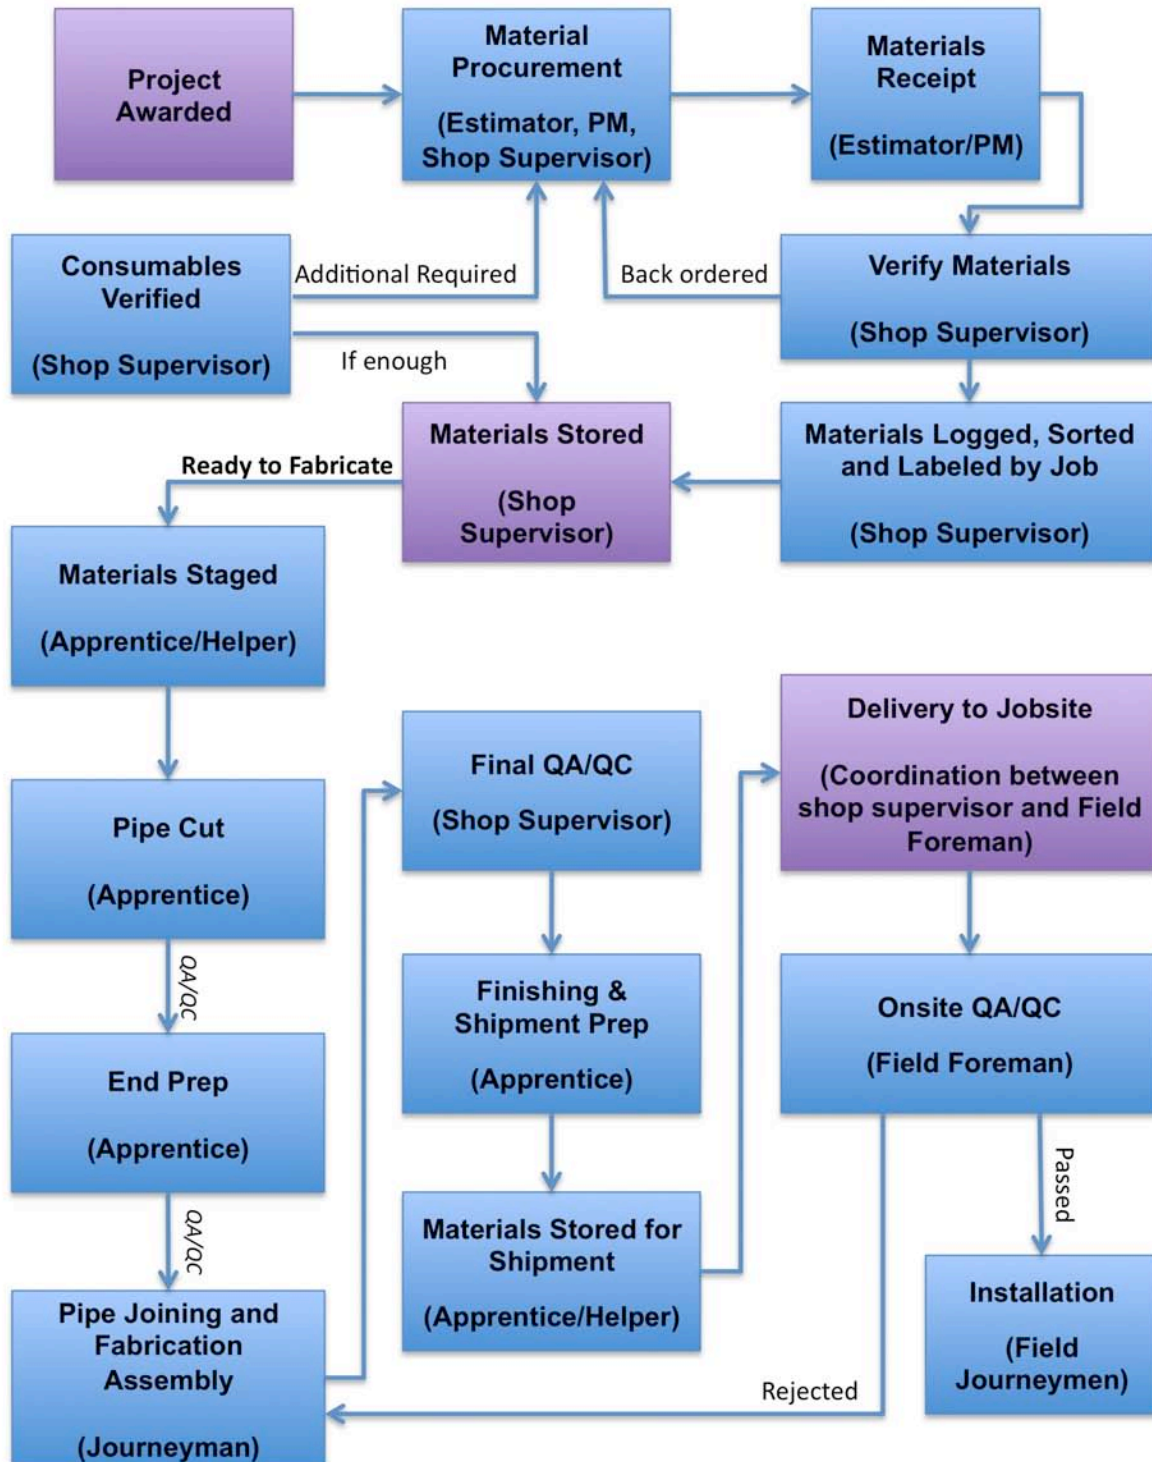 Project
Awarded
Material
Procurement
(Estimator, PM,
Shop Supervisor)
Materials
Receipt
(Estimator/PM)
Consumables
Verified
(Shop Supervisor)
Additional Required
If enough
Back ordered
Verify Materials
(Shop Supervisor)
Materials Stored
(Shop
Supervisor)
Materials Logged, Sorted
and Labeled by Job
(Shop Supervisor)
Ready to Fabricate
Materials Staged
(Apprentice/Helper)
Pipe Cut
(Apprentice)
QA/QC
End Prep
(Apprentice)
QA/QC
Pipe Joining and
Fabrication
Assembly
(Journeyman)
Final QA/QC
(Shop Supervisor)
Finishing &
Shipment Prep
(Apprentice)
Materials Stored for
Shipment
(Apprentice/Helper)
Delivery to Jobsite
(Coordination between
shop supervisor and Field
Foreman)
Onsite QA/QC
(Field Foreman)
Passed
Rejected
Installation
(Field
Journeymen)